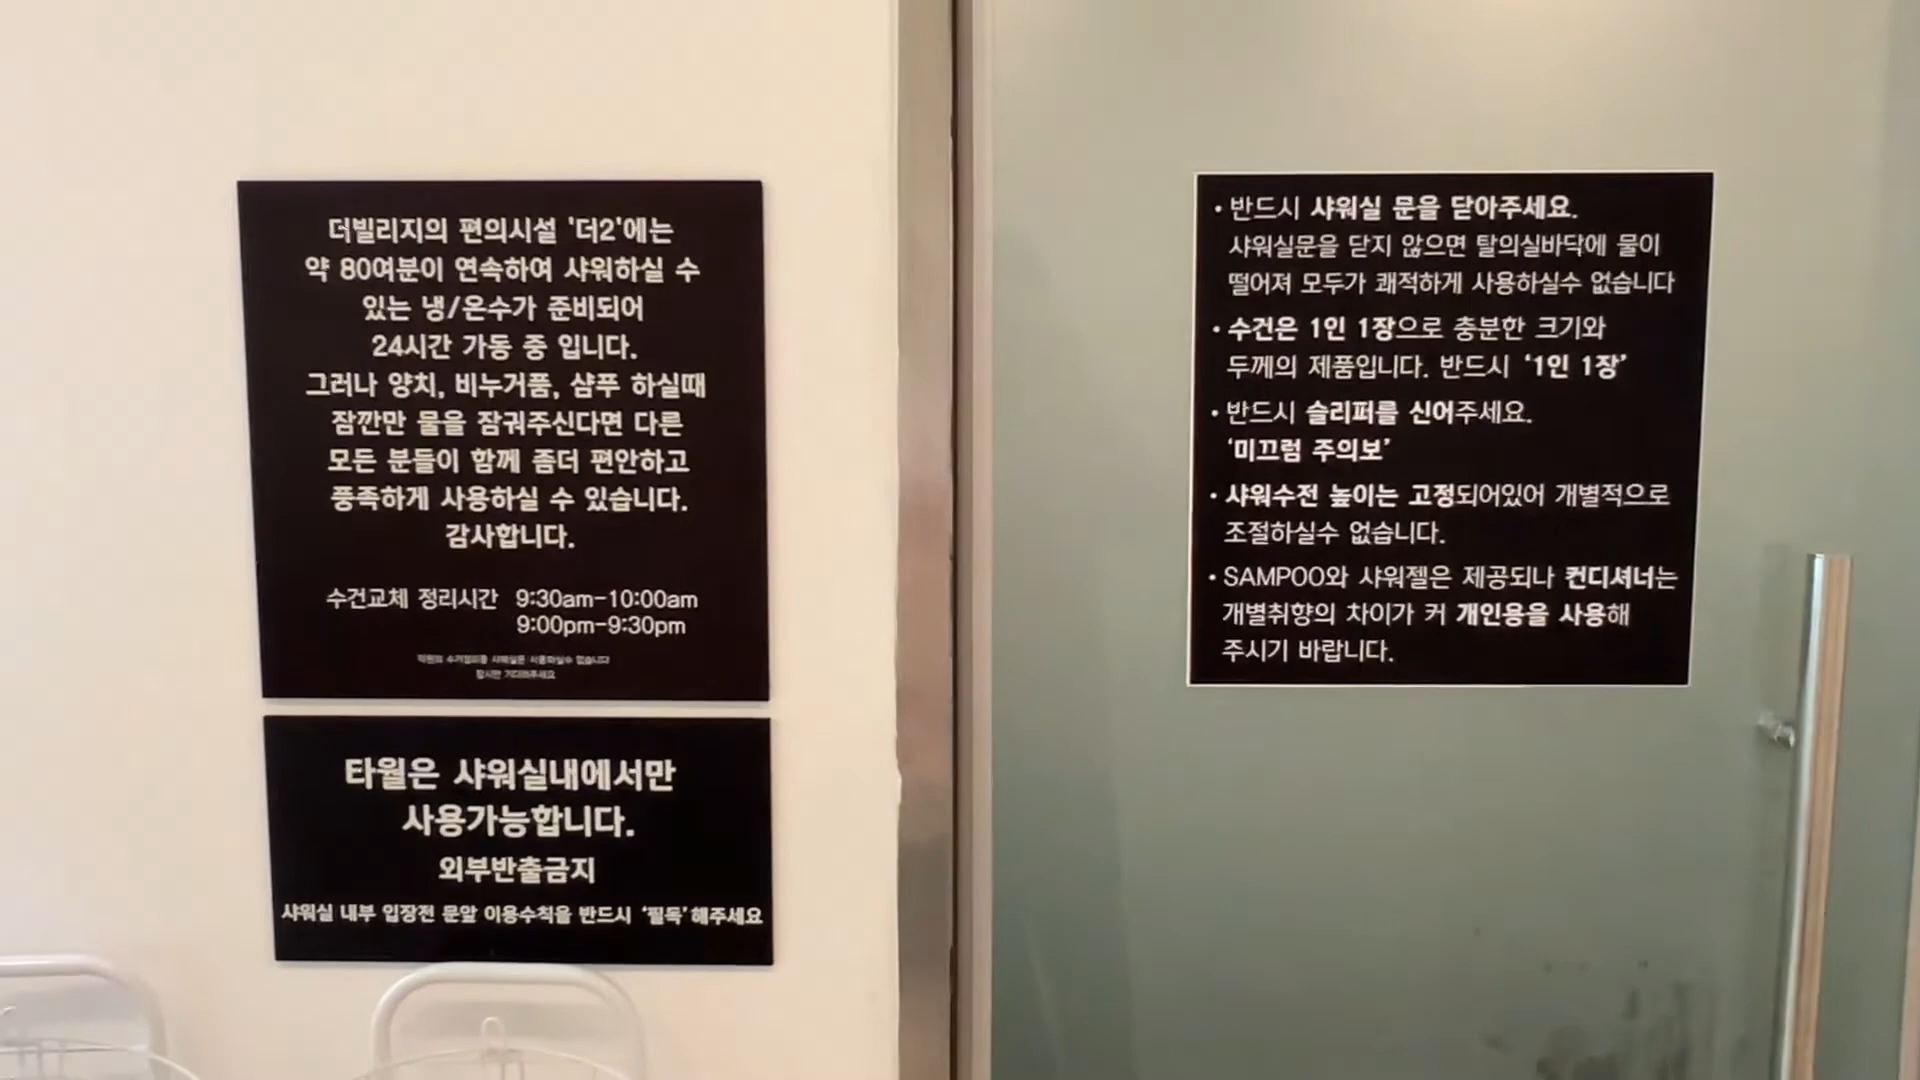 더빌리지의 편의시설 '더2'에는
약 80여분이 연속하여 샤워하실 수
있는 냉/온수가 준비되어
24시간 가동 중 입니다.
그러나 양치, 비누거품, 샴푸 하실때
잠깐만 물을 잠궈주신다면 다른
모든 분들이 함께 좀더 편안하고
풍족하게 사용하실 수 있습니다.
감사합니다.
수건교체 정리시간 9:30am-10:00am
9:00pm-9:30pm
샤워실은 사용하실수 없습니다
타월은 샤워실내에서만
사용가능합니다.
외부반출금지
샤워실 내부 입장전 문앞 이용수칙을 반드시 '필독'해주세요
• 반드시 샤워실 문을 닫아주세요.
샤워실문을 닫지 않으면 탈의실바닥에 물이
떨어져 모두가 쾌적하게 사용하실수 없습니다
• 수건은 1인 1장으로 충분한 크기와
두께의 제품입니다. 반드시 '1인 1장'
• 반드시 슬리퍼를 신어주세요.
'미끄럼 주의보'
• 샤워수전 높이는 고정되어있어 개별적으로
조절하실수 없습니다.
• SAMPOO와 샤워젤은 제공되나 컨디셔너는
개별취향의 차이가 커 개인용을 사용해
주시기 바랍니다.